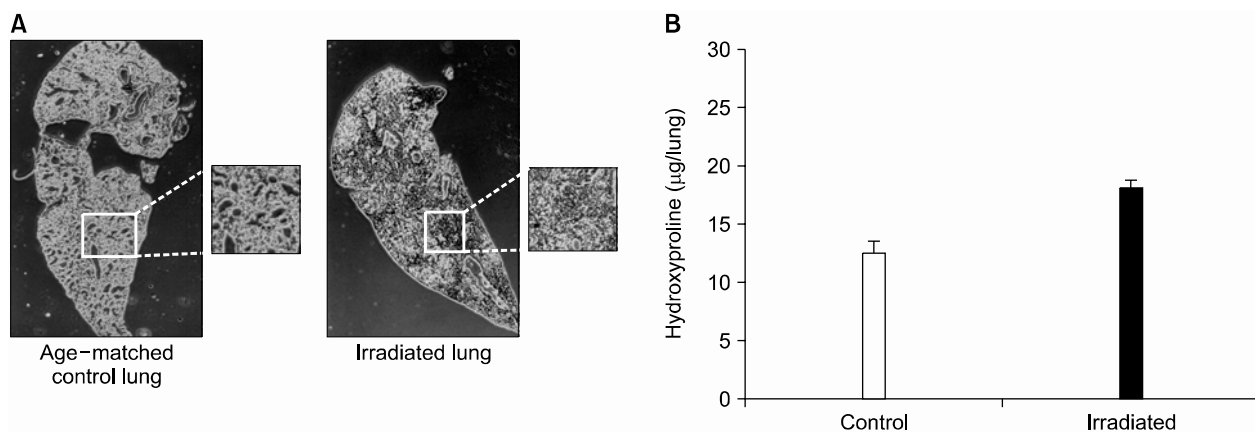 A
Age-matched
control lung
Irradiated lung
B
Hydroxyproline (µg/lung)
30
25
20
15
10
5
0
Control
Irradiated